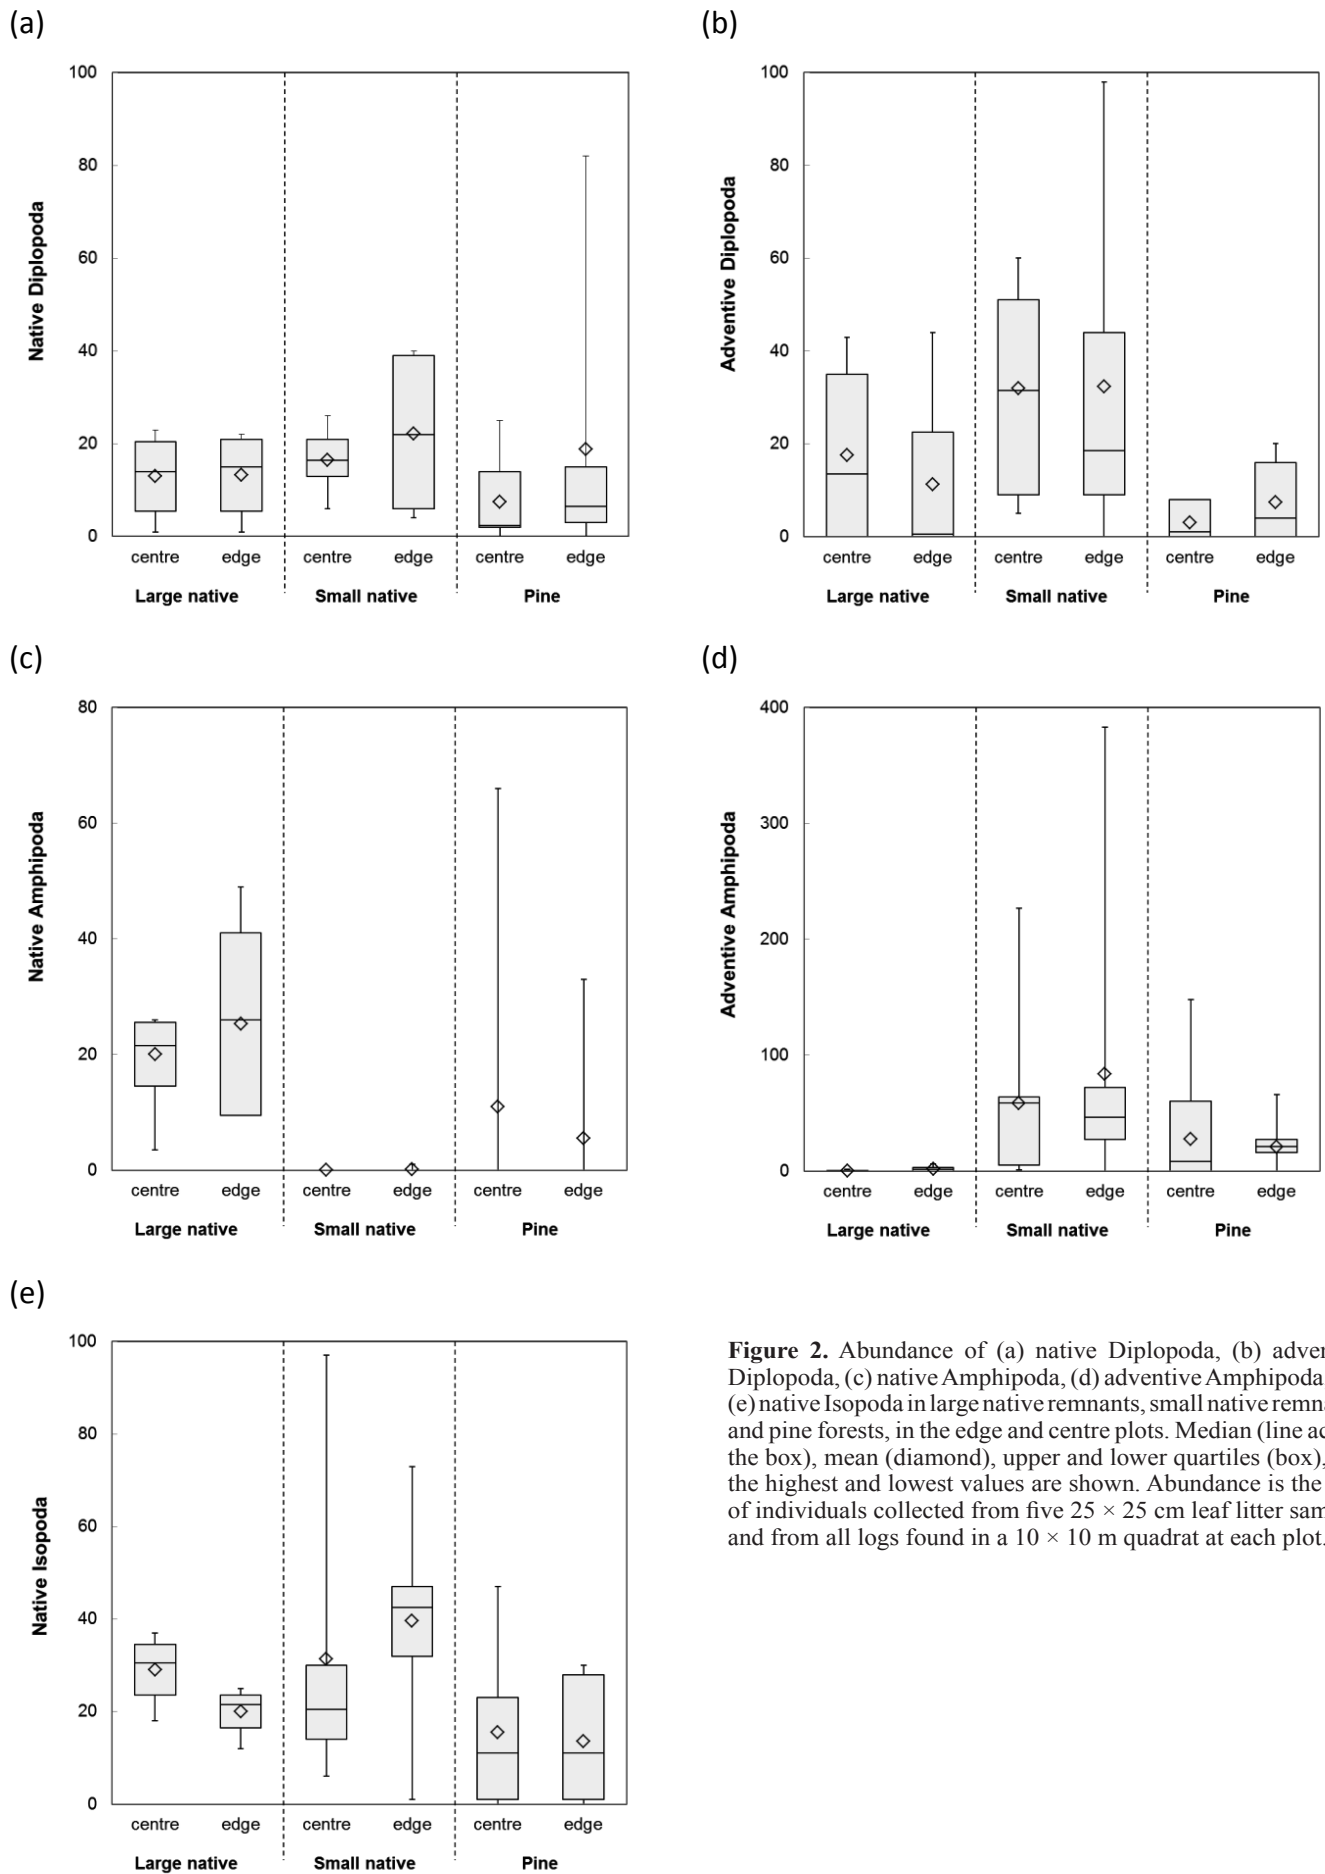 (a)
100
80
60
40
20
0
Native Diplopoda
centre edge centre edge centre edge
Large native Small native Pine
(b)
100
80
60
40
20
0
Adventive Diplopoda
centre edge centre edge centre edge
Large native Small native Pine
(c)
80
60
40
20
0
Native Amphipoda
centre edge centre edge centre edge
Large native Small native Pine
(d)
400
300
200
100
0
Adventive Amphipoda
centre edge centre edge centre edge
Large native Small native Pine
(e)
100
80
60
40
20
0
Native Isopoda
centre edge centre edge centre edge
Large native Small native Pine
Figure 2. Abundance of (a) native Diplopoda, (b) adven
Diplopoda, (c) native Amphipoda, (d) adventive Amphipoda
(e) native Isopoda in large native remnants, small native remna
and pine forests, in the edge and centre plots. Median (line ac
the box), mean (diamond), upper and lower quartiles (box),
the highest and lowest values are shown. Abundance is the
of individuals collected from five 25 × 25 cm leaf litter sam
and from all logs found in a 10 × 10 m quadrat at each plot.